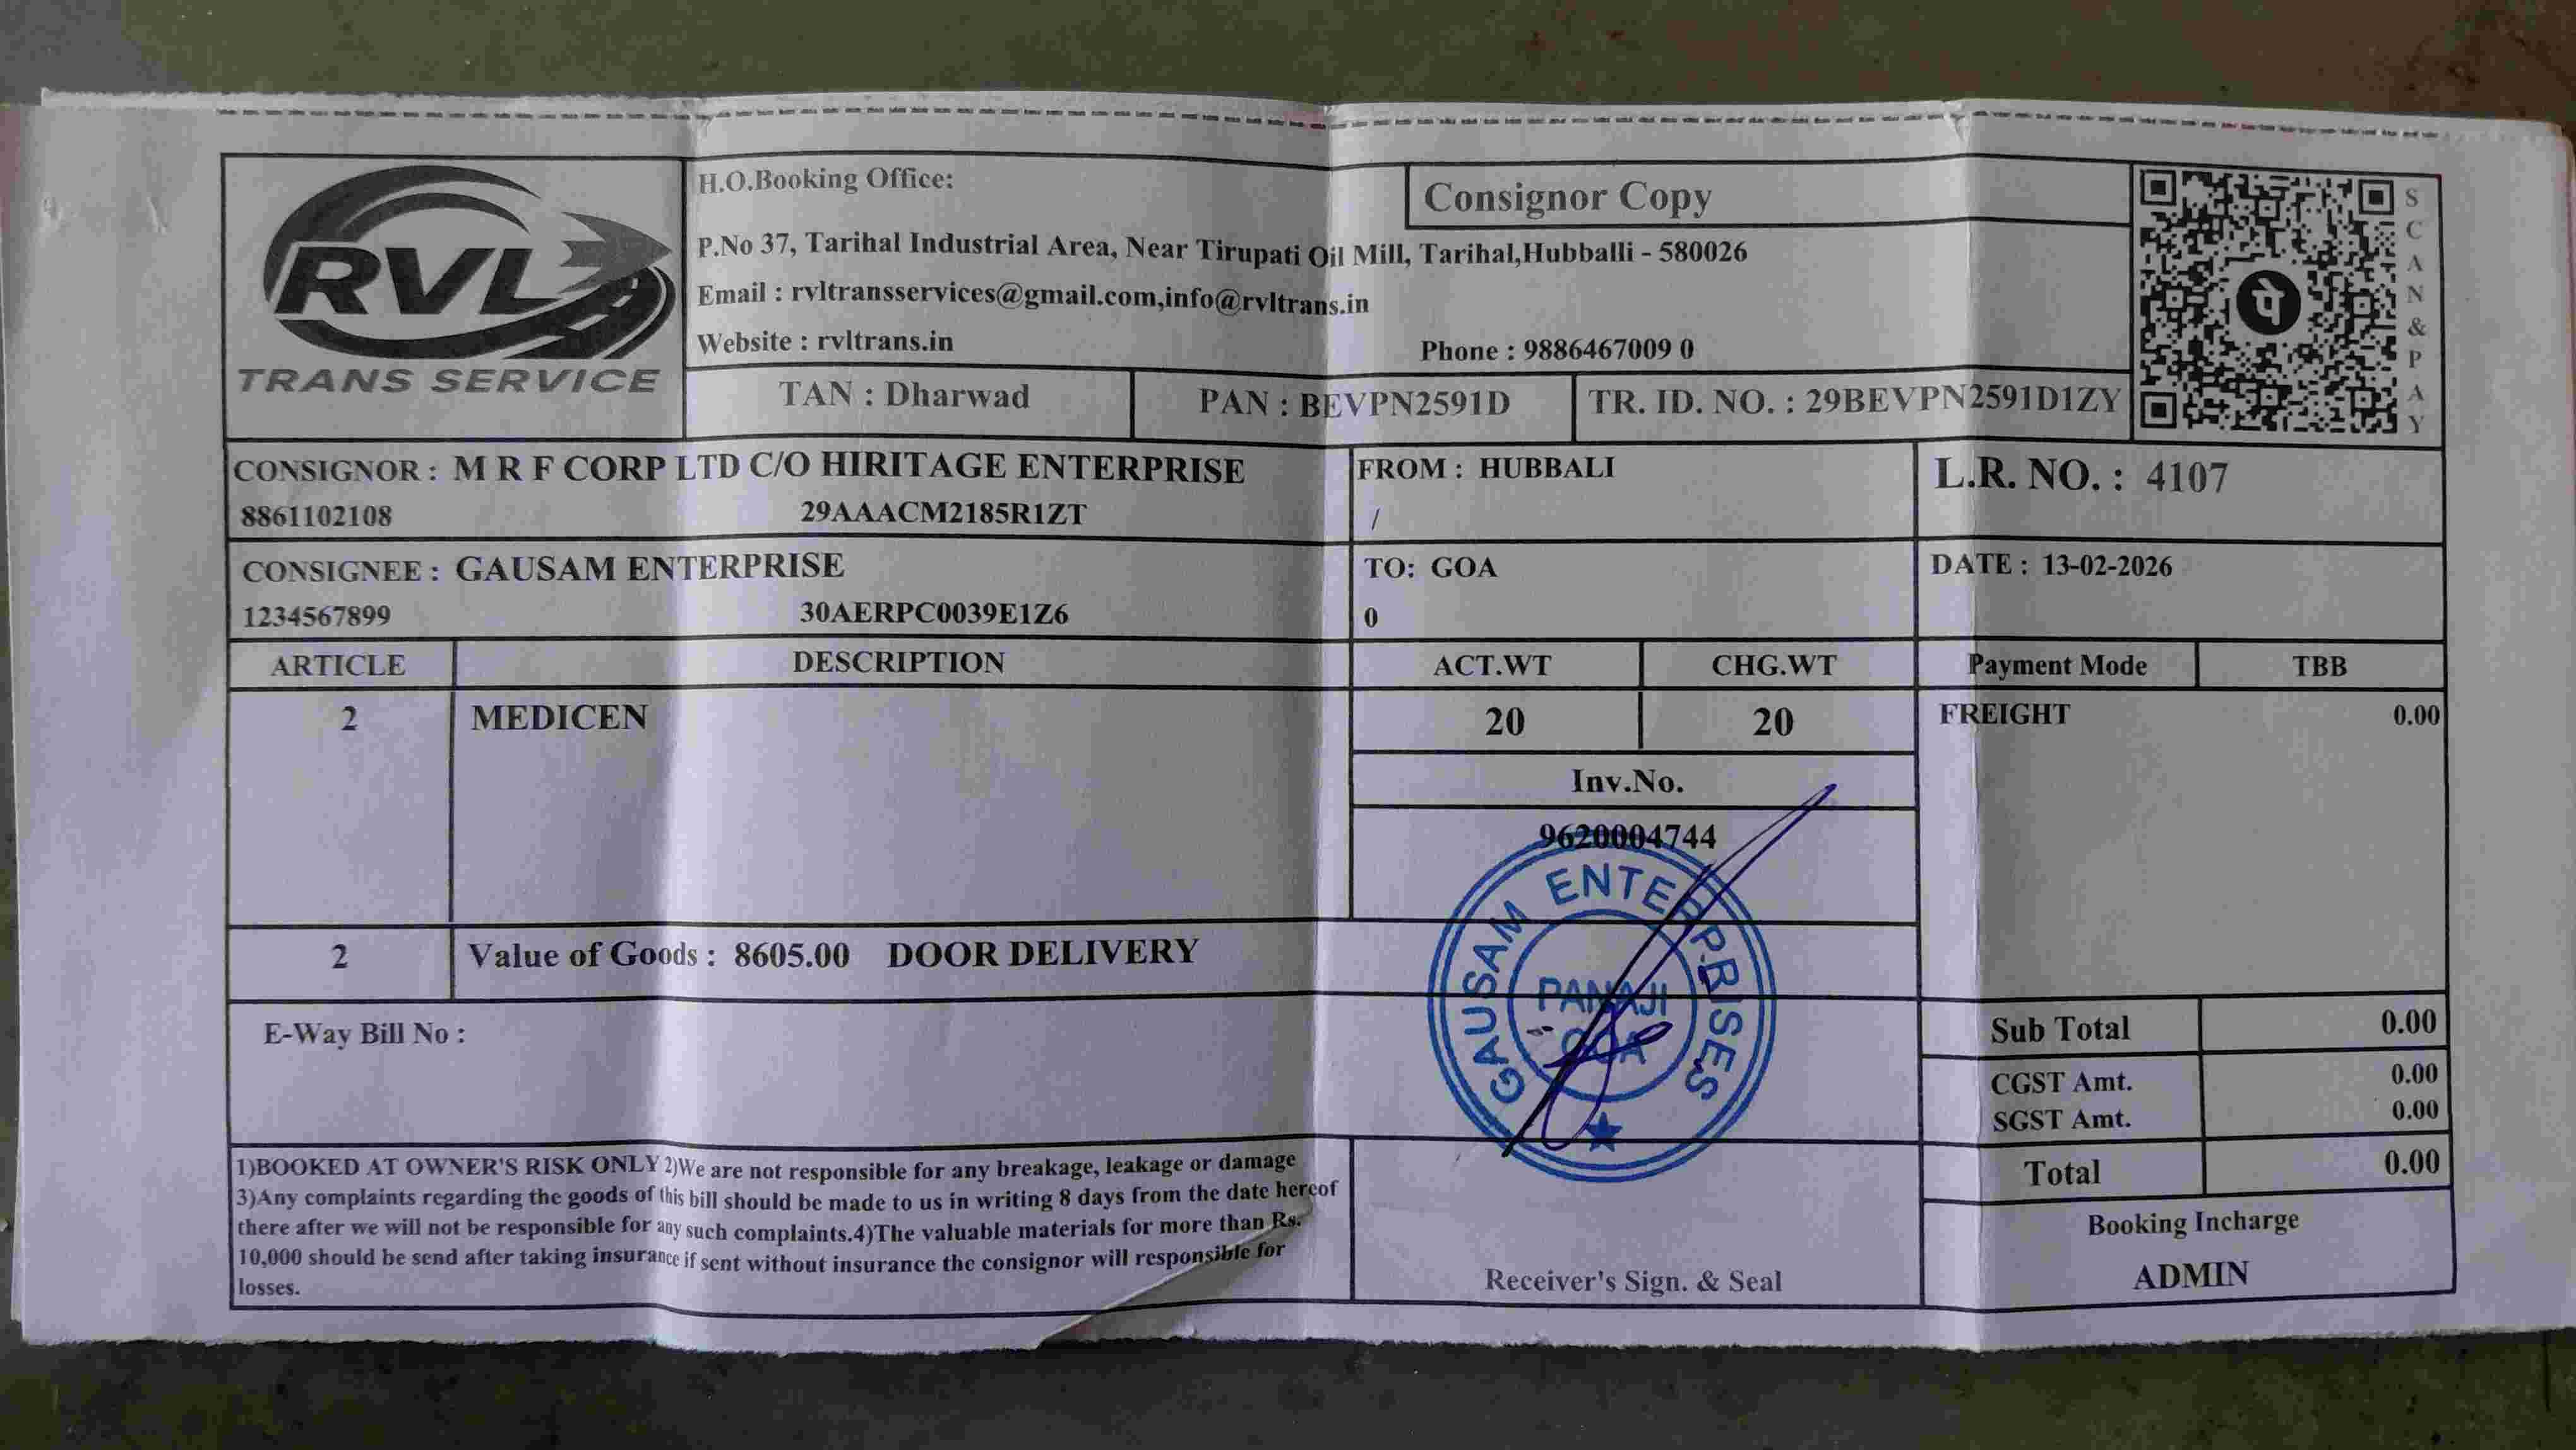 RVL
TRANS SERVICE
H.O.Booking Office:
Consignor Copy
P.No 37, Tarihal Industrial Area, Near Tirupati Oil Mill, Tarihal,Hubballi - 580026
Email : rvltransservices@gmail.com,info@rvltrans.in
Website : rvltrans.in
Phone : 9886467009 0
TAN : Dharwad
PAN : BEVPN2591D
TR. ID. NO. : 29BEVPN2591D1ZY
पे
SCAN&PAY
CONSIGNOR : M R F CORP LTD C/O HIRITAGE ENTERPRISE
8861102108 29AAACM2185R1ZT
FROM : HUBBALI
/
L.R. NO. : 4107
CONSIGNEE : GAUSAM ENTERPRISE
1234567899 30AERPC0039E1Z6
TO: GOA
0
DATE : 13-02-2026
ARTICLE DESCRIPTION ACT.WT CHG.WT Payment Mode TBB
2 MEDICEN 20 20 FREIGHT 0.00
Inv.No.
9620004744
GAUSAM ENTERPRISES
PANAJI
GOA
2 Value of Goods : 8605.00 DOOR DELIVERY
E-Way Bill No :
Sub Total 0.00
CGST Amt. 0.00
SGST Amt. 0.00
Total 0.00
1)BOOKED AT OWNER'S RISK ONLY 2)We are not responsible for any breakage, leakage or damage
3)Any complaints regarding the goods of this bill should be made to us in writing 8 days from the date hereof
there after we will not be responsible for any such complaints.4)The valuable materials for more than Rs.
10,000 should be send after taking insurance if sent without insurance the consignor will responsible for
losses.
Receiver's Sign. & Seal
Booking Incharge
ADMIN